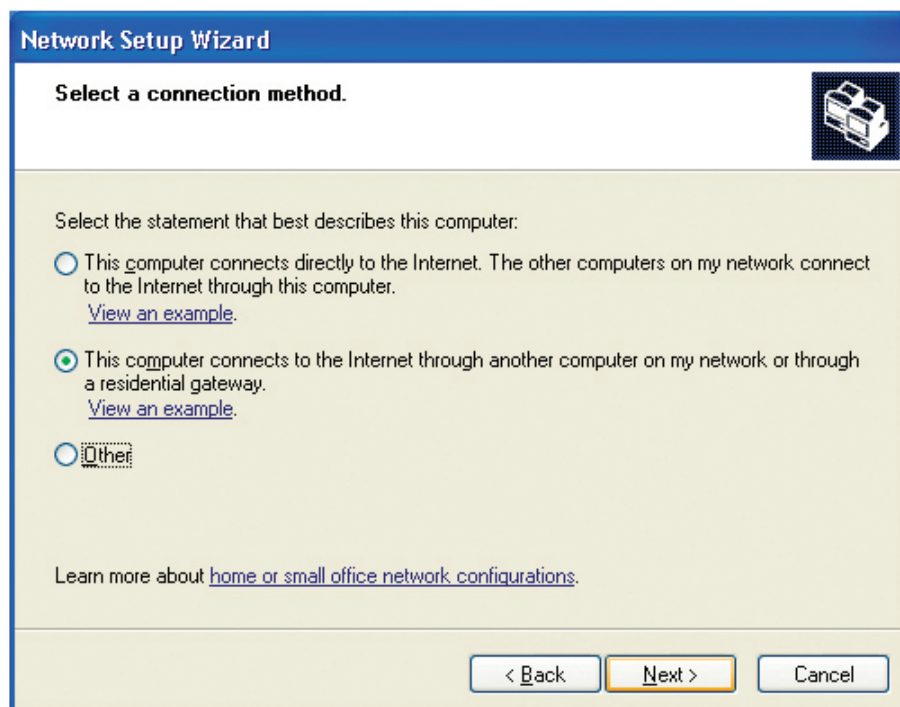 Network Setup Wizard
Select a connection method.
Select the statement that best describes this computer:
This computer connects directly to the Internet. The other computers on my network connect
to the Internet through this computer.
View an example.
This computer connects to the Internet through another computer on my network or through
a residential gateway.
View an example.
Other
Learn more about home or small office network configurations.
< Back Next > Cancel